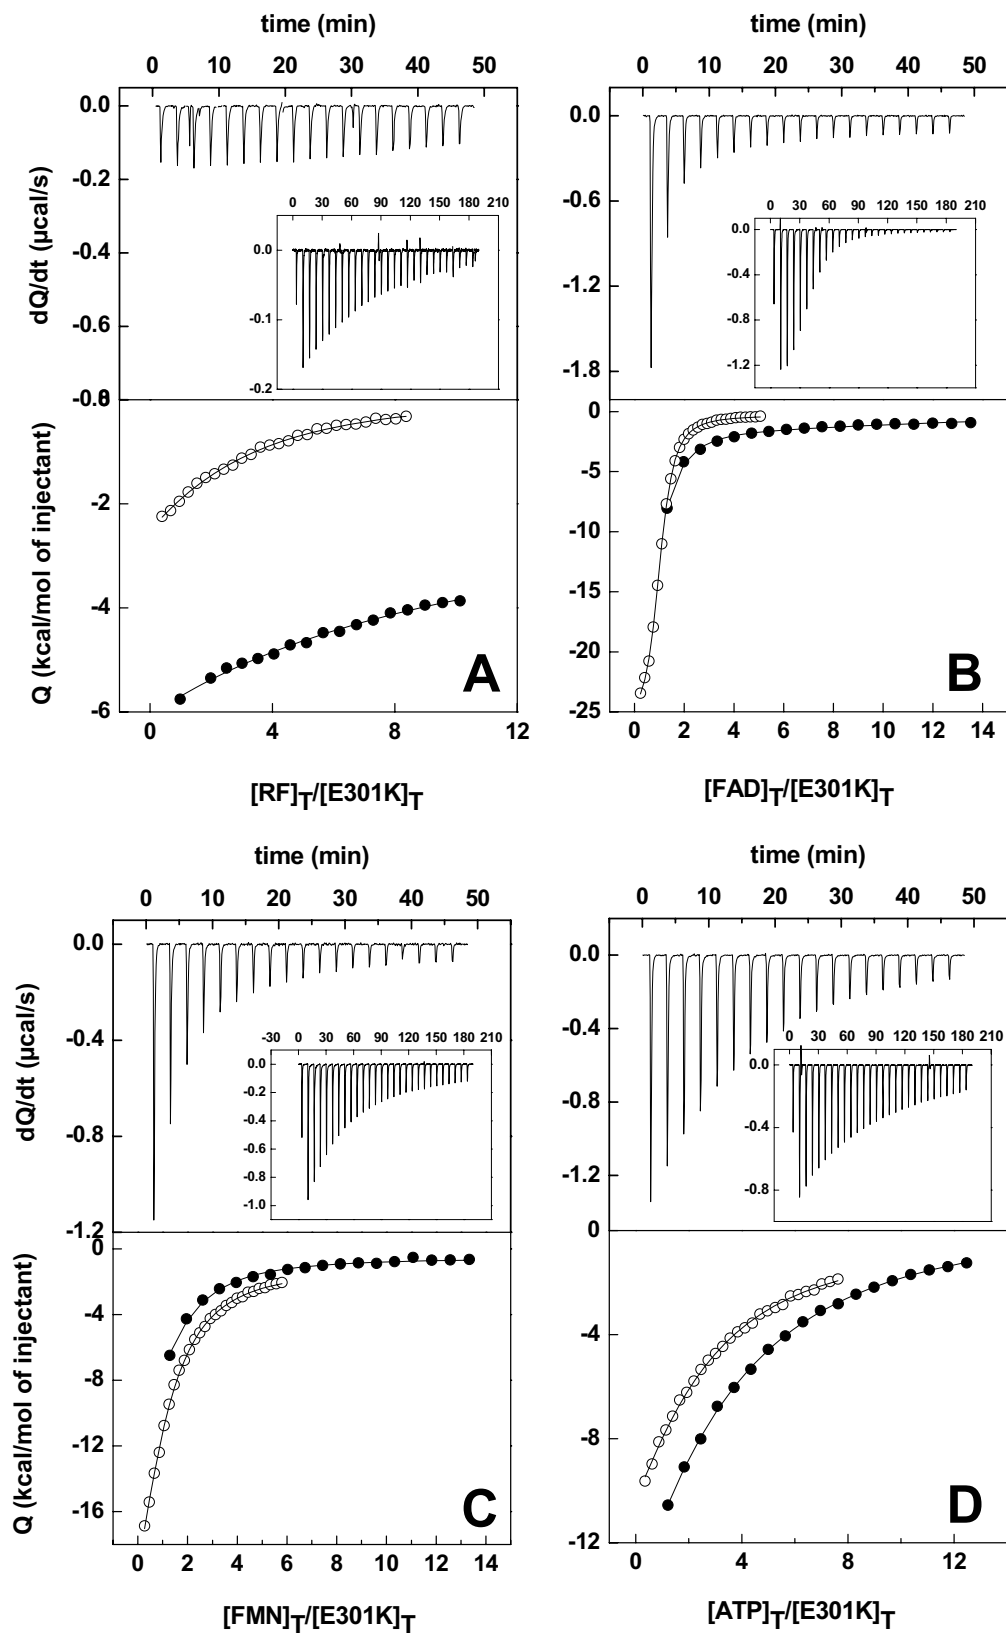 time (min)
0 10 20 30 40 50
0.0
-0.2
-0.4
-0.6
-0.8
dQ/dt (µcal/s)
0 30 60 90 120 150 180 210
0.0
-0.1
-0.2
0
-2
-4
-6
Q (kcal/mol of injectant)
A
0 4 8 12
[RF]T/[E301K]T
time (min)
0 10 20 30 40 50
0.0
-0.6
-1.2
-1.8
0 30 60 90 120 150 180 210
0.0
-0.4
-0.8
-1.2
0
-5
-10
-15
-20
-25
B
0 2 4 6 8 10 12 14
[FAD]T/[E301K]T
time (min)
0 10 20 30 40 50
0.0
-0.4
-0.8
-1.2
dQ/dt (µcal/s)
-30 0 30 60 90 120 150 180 210
0.0
-0.2
-0.4
-0.6
-0.8
-1.0
0
-4
-8
-12
-16
Q (kcal/mol of injectant)
C
0 2 4 6 8 10 12 14
[FMN]T/[E301K]T
time (min)
0 10 20 30 40 50
0.0
-0.4
-0.8
-1.2
0 30 60 90 120 150 180 210
0.0
-0.4
-0.8
0
-4
-8
-12
D
0 4 8 12
[ATP]T/[E301K]T